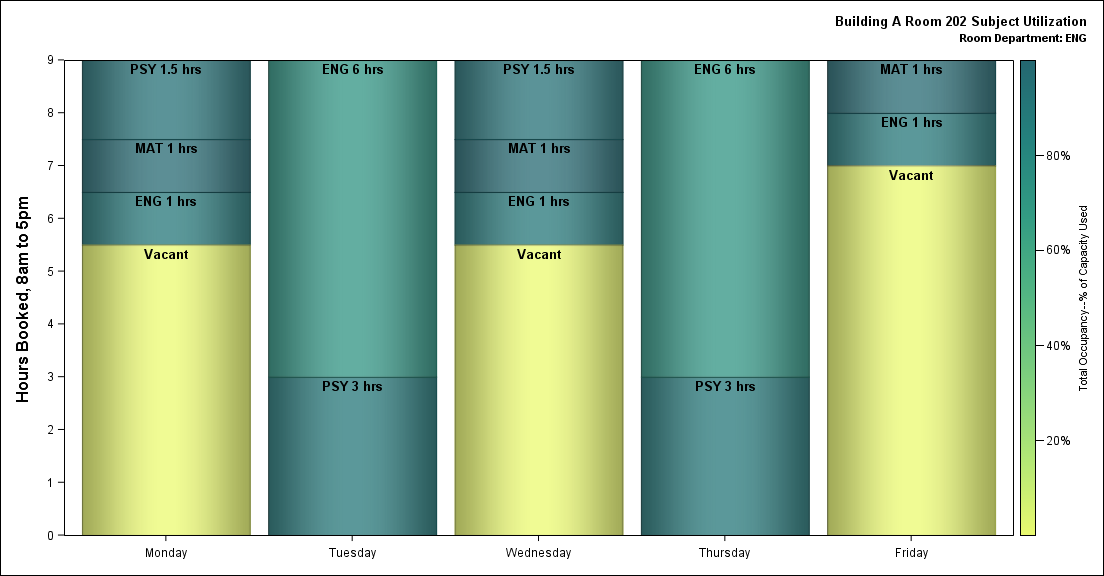 Building A Room 202 Subject Utilization
Room Department: ENG
Hours Booked, 8am to 5pm
9
8
7
6
5
4
3
2
1
0
PSY 1.5 hrs
MAT 1 hrs
ENG 1 hrs
Vacant
ENG 6 hrs
PSY 3 hrs
PSY 1.5 hrs
MAT 1 hrs
ENG 1 hrs
Vacant
ENG 6 hrs
PSY 3 hrs
MAT 1 hrs
ENG 1 hrs
Vacant
Monday
Tuesday
Wednesday
Thursday
Friday
80%
60%
40%
20%
Total Occupancy--% of Capacity Used